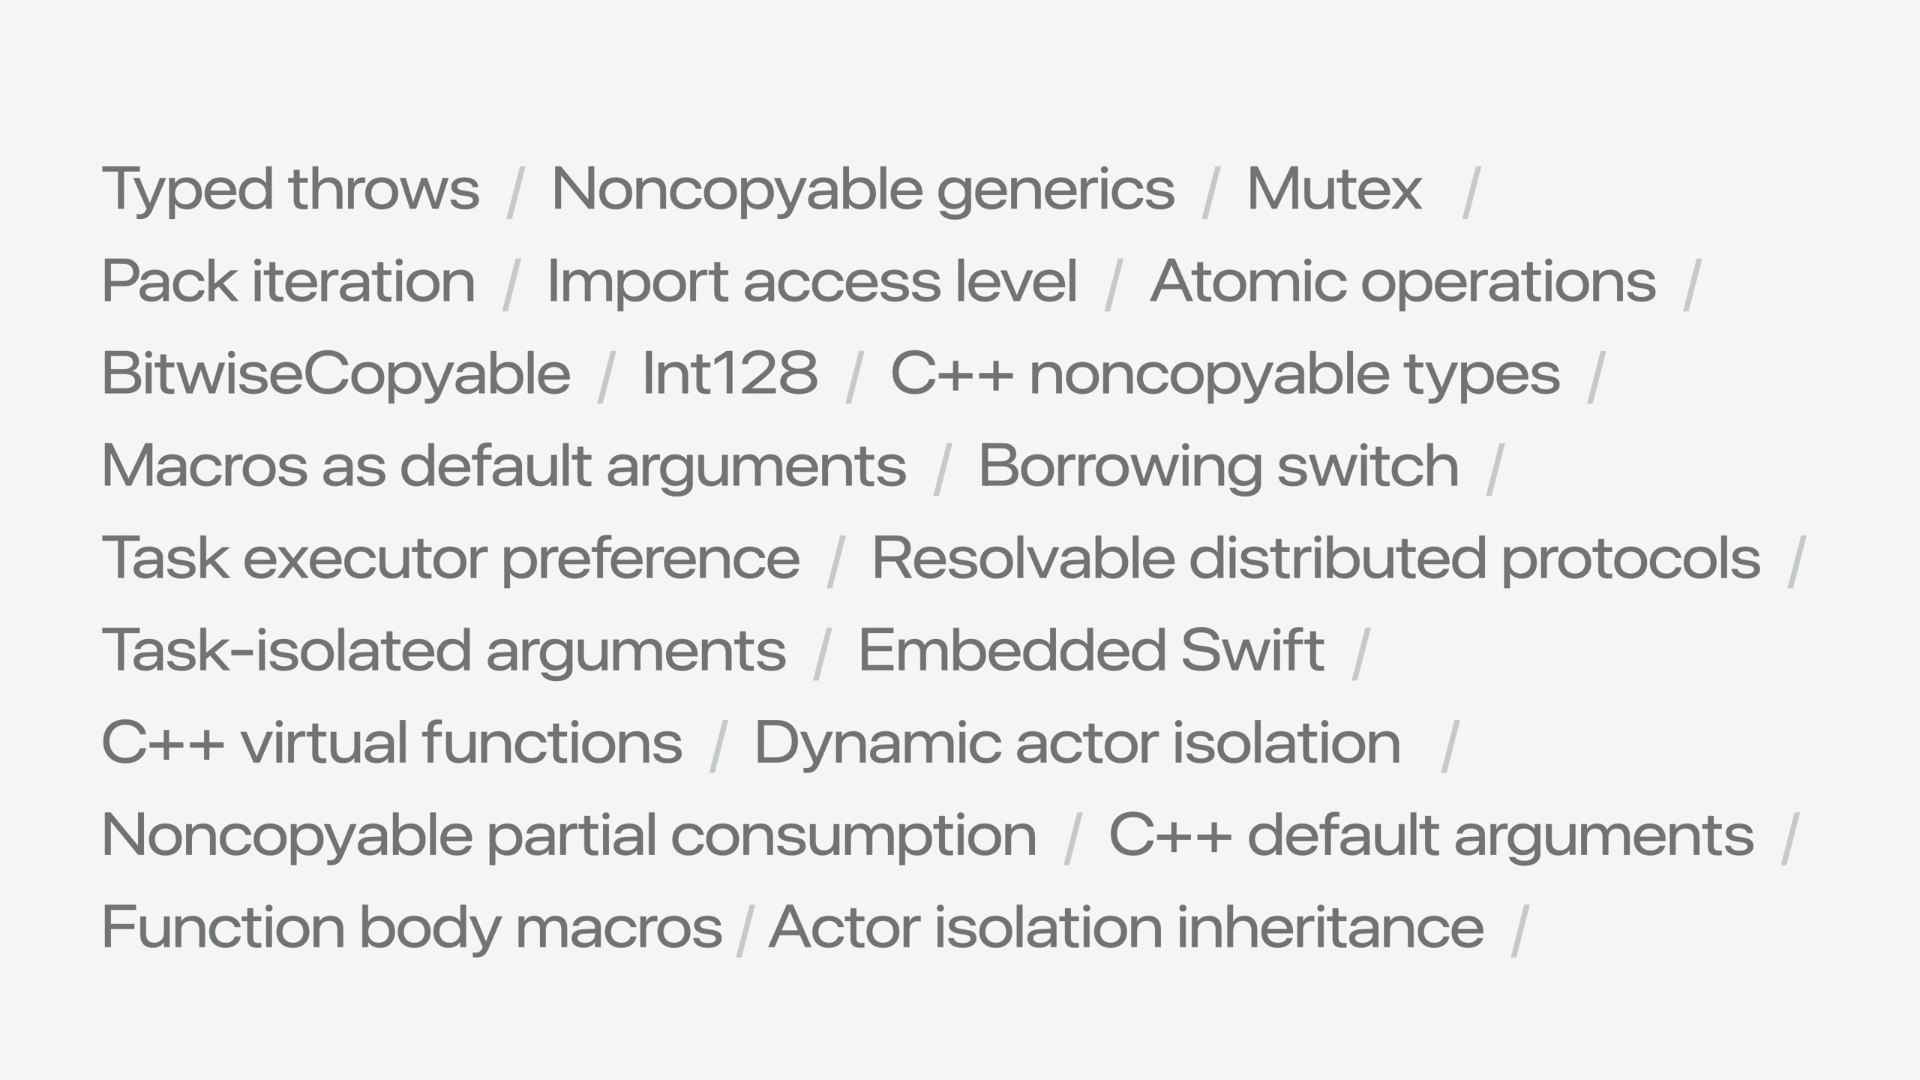 Typed throws / Noncopyable generics / Mutex /
Pack iteration / Import access level / Atomic operations /
BitwiseCopyable / Int128 / C++ noncopyable types /
Macros as default arguments / Borrowing switch /
Task executor preference / Resolvable distributed protocols /
Task-isolated arguments / Embedded Swift /
C++ virtual functions / Dynamic actor isolation /
Noncopyable partial consumption / C++ default arguments /
Function body macros / Actor isolation inheritance /